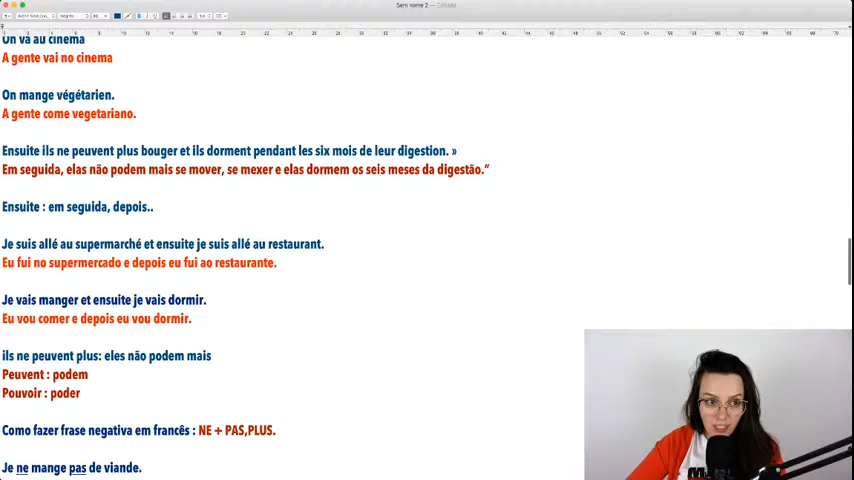 Sem nome 2 — Editada
On va au cinéma
A gente vai no cinema
On mange végétarien.
A gente come vegetariano.
Ensuite ils ne peuvent plus bouger et ils dorment pendant les six mois de leur digestion. »
Em seguida, elas não podem mais se mover, se mexer e elas dormem os seis meses da digestão.”
Ensuite : em seguida, depois..
Je suis allé au supermarché et ensuite je suis allé au restaurant.
Eu fui no supermercado e depois eu fui ao restaurante.
Je vais manger et ensuite je vais dormir.
Eu vou comer e depois eu vou dormir.
ils ne peuvent plus: eles não podem mais
Peuvent : podem
Pouvoir : poder
Como fazer frase negativa em francês : NE + PAS,PLUS.
Je ne mange pas de viande.